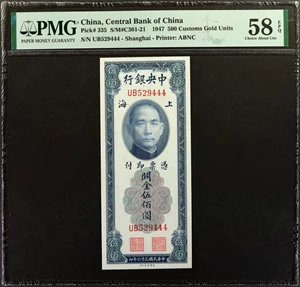 PMG
PAPER MONEY GUARANTY
China, Central Bank of China
Pick# 335 S/M#C301-21 1947 500 Customs Gold Units
S/N UB529444 - Shanghai - Printer: ABNC
58 EPQ
Choice About Unc
行銀央中
海 上
UB529444
付即票憑
關金伍佰圓
UB529444